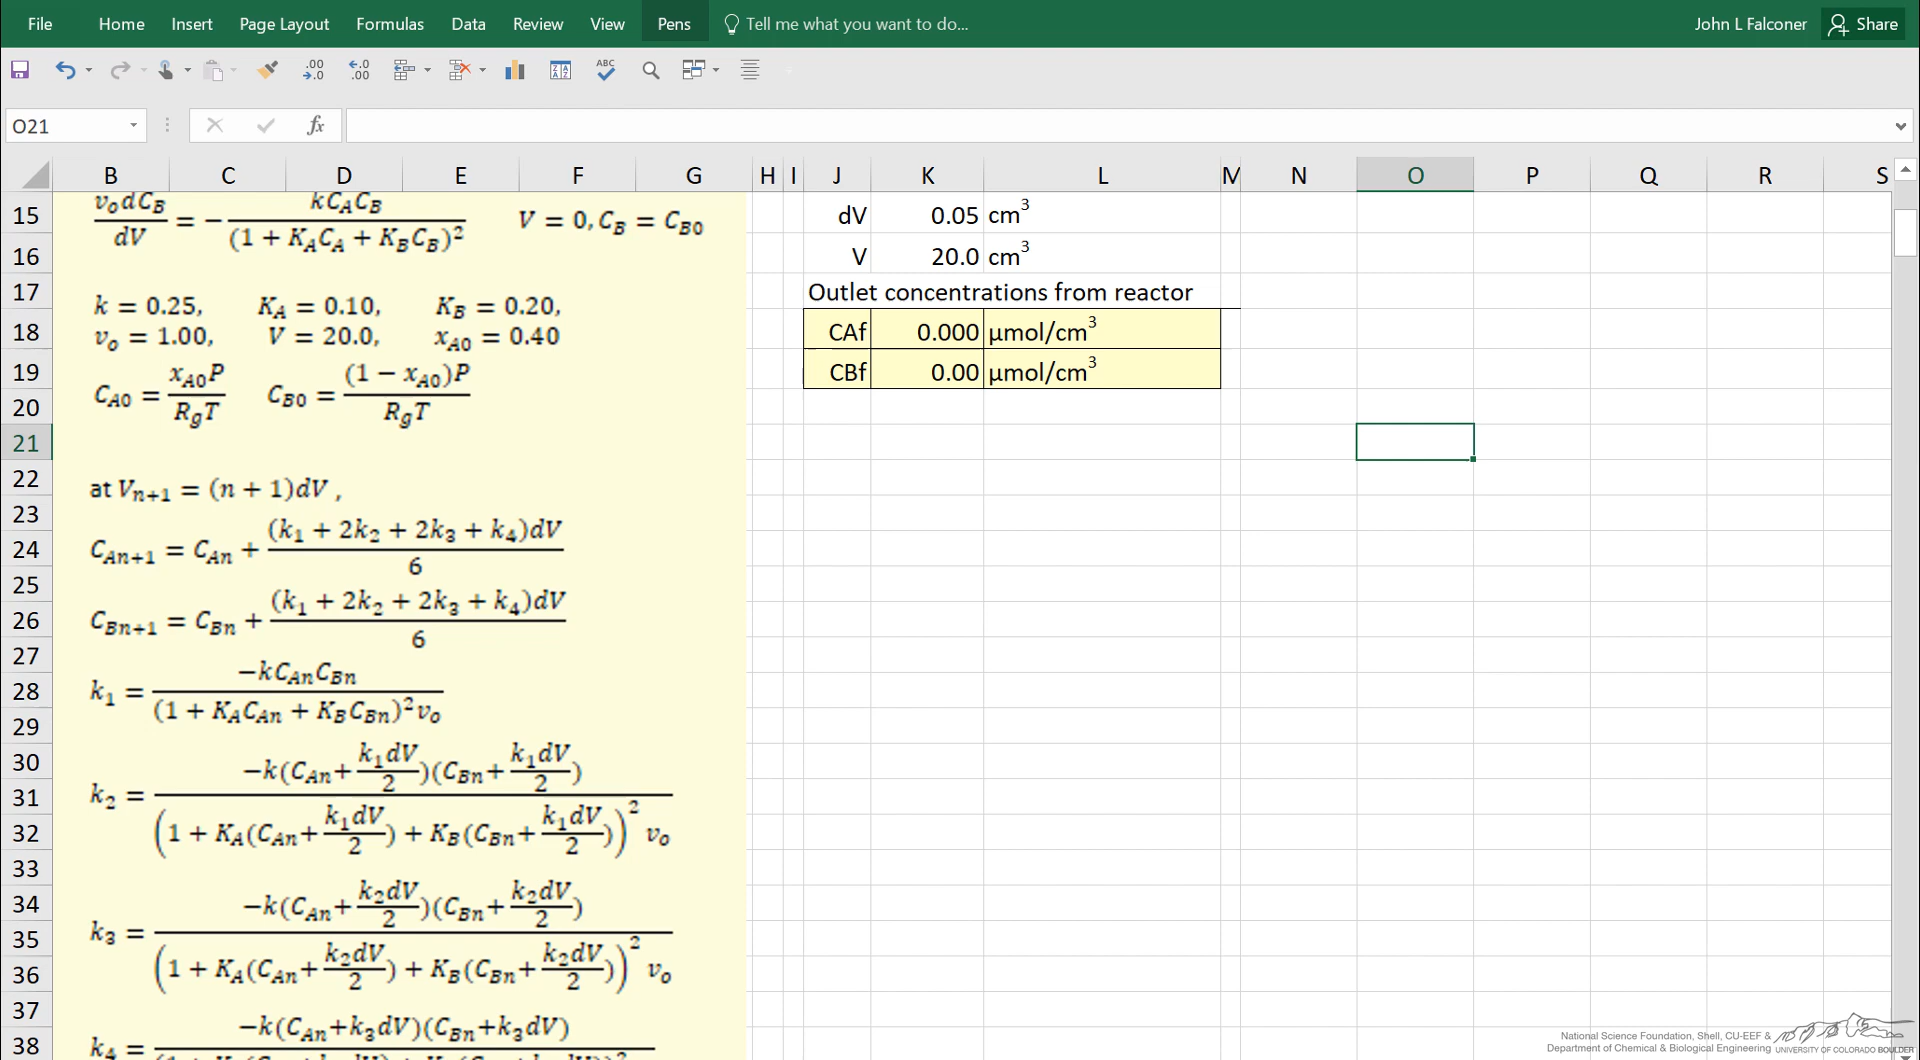 File Home Insert Page Layout Formulas Data Review View Pens Tell me what you want to do... John L Falconer Share
O21 fx
B C D E F G H I J K L M N O P Q R S
15 v₀dC_B/dV = − kC_AC_B/(1 + K_AC_A + K_BC_B)² V = 0, C_B = C_B0 dV 0.05 cm³
16 V 20.0 cm³
17 k = 0.25, K_A = 0.10, K_B = 0.20, Outlet concentrations from reactor
18 v₀ = 1.00, V = 20.0, x_A0 = 0.40 CAf 0.000 µmol/cm³
19 C_A0 = x_A0P/R_gT C_B0 = (1 − x_A0)P/R_gT CBf 0.00 µmol/cm³
20
21
22 at V_n+1 = (n + 1)dV ,
23
24 C_An+1 = C_An + (k₁ + 2k₂ + 2k₃ + k₄)dV/6
25
26 C_Bn+1 = C_Bn + (k₁ + 2k₂ + 2k₃ + k₄)dV/6
27
28 k₁ = −kC_AnC_Bn/(1 + K_AC_An + K_BC_Bn)²v₀
29
30
31 k₂ = −k(C_An+ k₁dV/2)(C_Bn+ k₁dV/2)/(1 + K_A(C_An+ k₁dV/2) + K_B(C_Bn+ k₁dV/2))² v₀
32
33
34
35 k₃ = −k(C_An+ k₂dV/2)(C_Bn+ k₂dV/2)/(1 + K_A(C_An+ k₂dV/2) + K_B(C_Bn+ k₂dV/2))² v₀
36
37
38 k₄ = −k(C_An+k₃dV)(C_Bn+k₃dV)
National Science Foundation, Shell, CU-EEF &
Department of Chemical & Biological Engineering UNIVERSITY OF COLORADO BOULDER